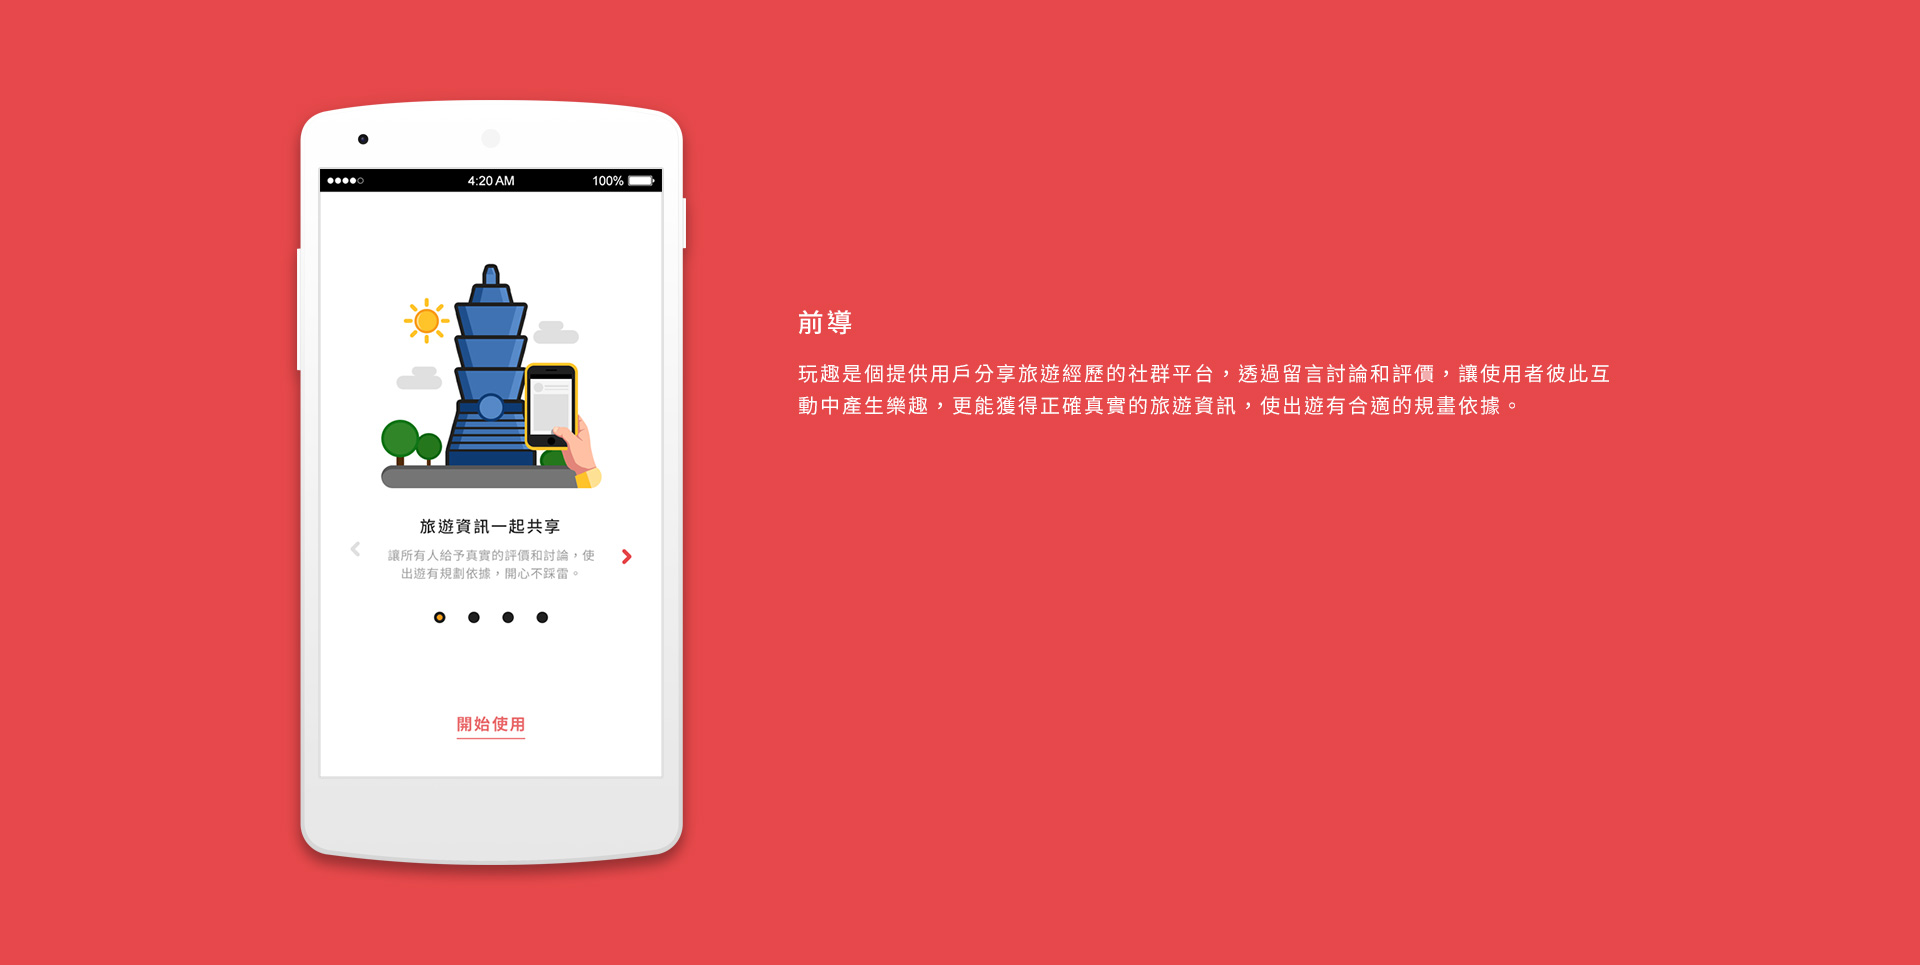 4:20 AM 100%
旅遊資訊一起共享
讓所有人給予真實的評價和討論，使
出遊有規劃依據，開心不踩雷。
開始使用
前導
玩趣是個提供用戶分享旅遊經歷的社群平台，透過留言討論和評價，讓使用者彼此互
動中產生樂趣，更能獲得正確真實的旅遊資訊，使出遊有合適的規畫依據。